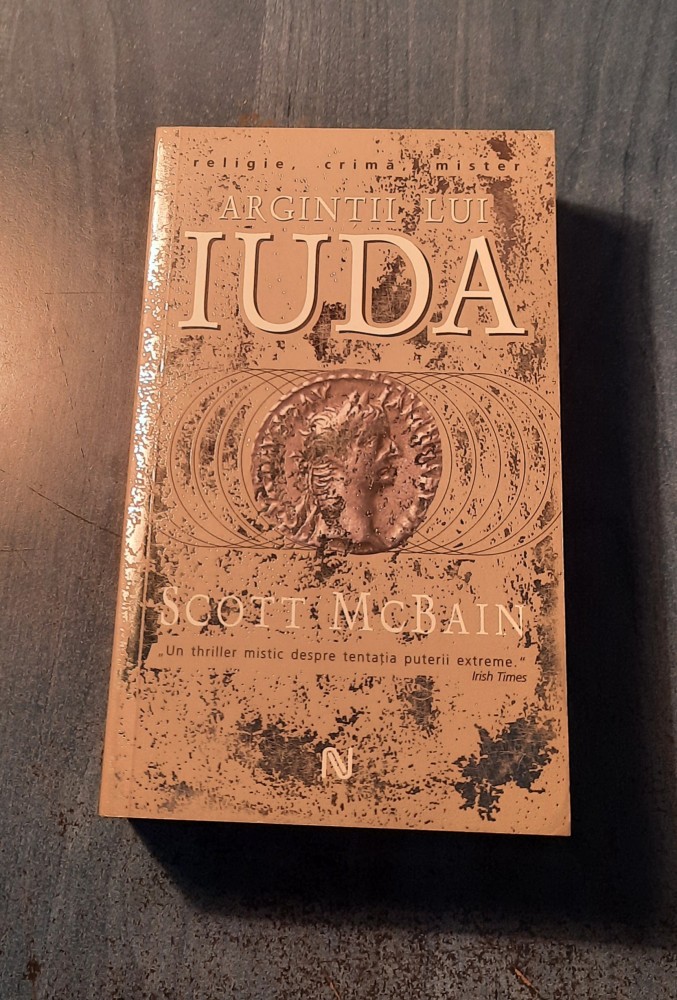 religie, crimă, mister
ARGINȚII LUI
IUDA
SCOTT MCBAIN
„Un thriller mistic despre tentația puterii extreme.“
Irish Times
N